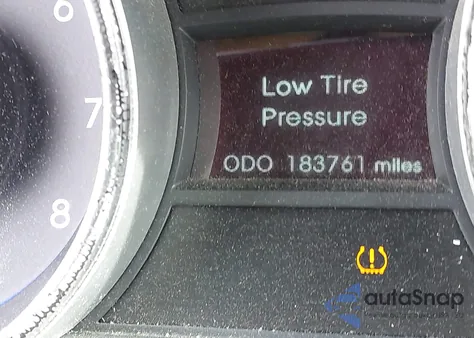 6
7
8
Low Tire
Pressure
ODO 183761 miles
autoSnap